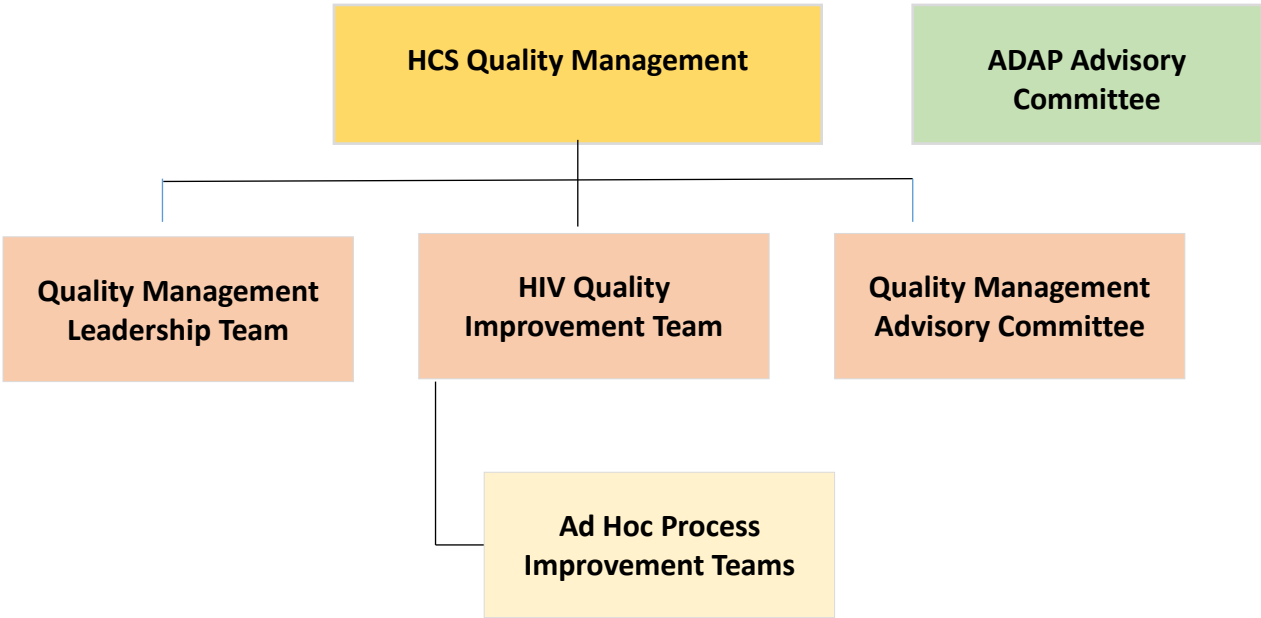 HCS Quality Management
ADAP Advisory
Committee
Quality Management
Leadership Team
HIV Quality
Improvement Team
Quality Management
Advisory Committee
Ad Hoc Process
Improvement Teams